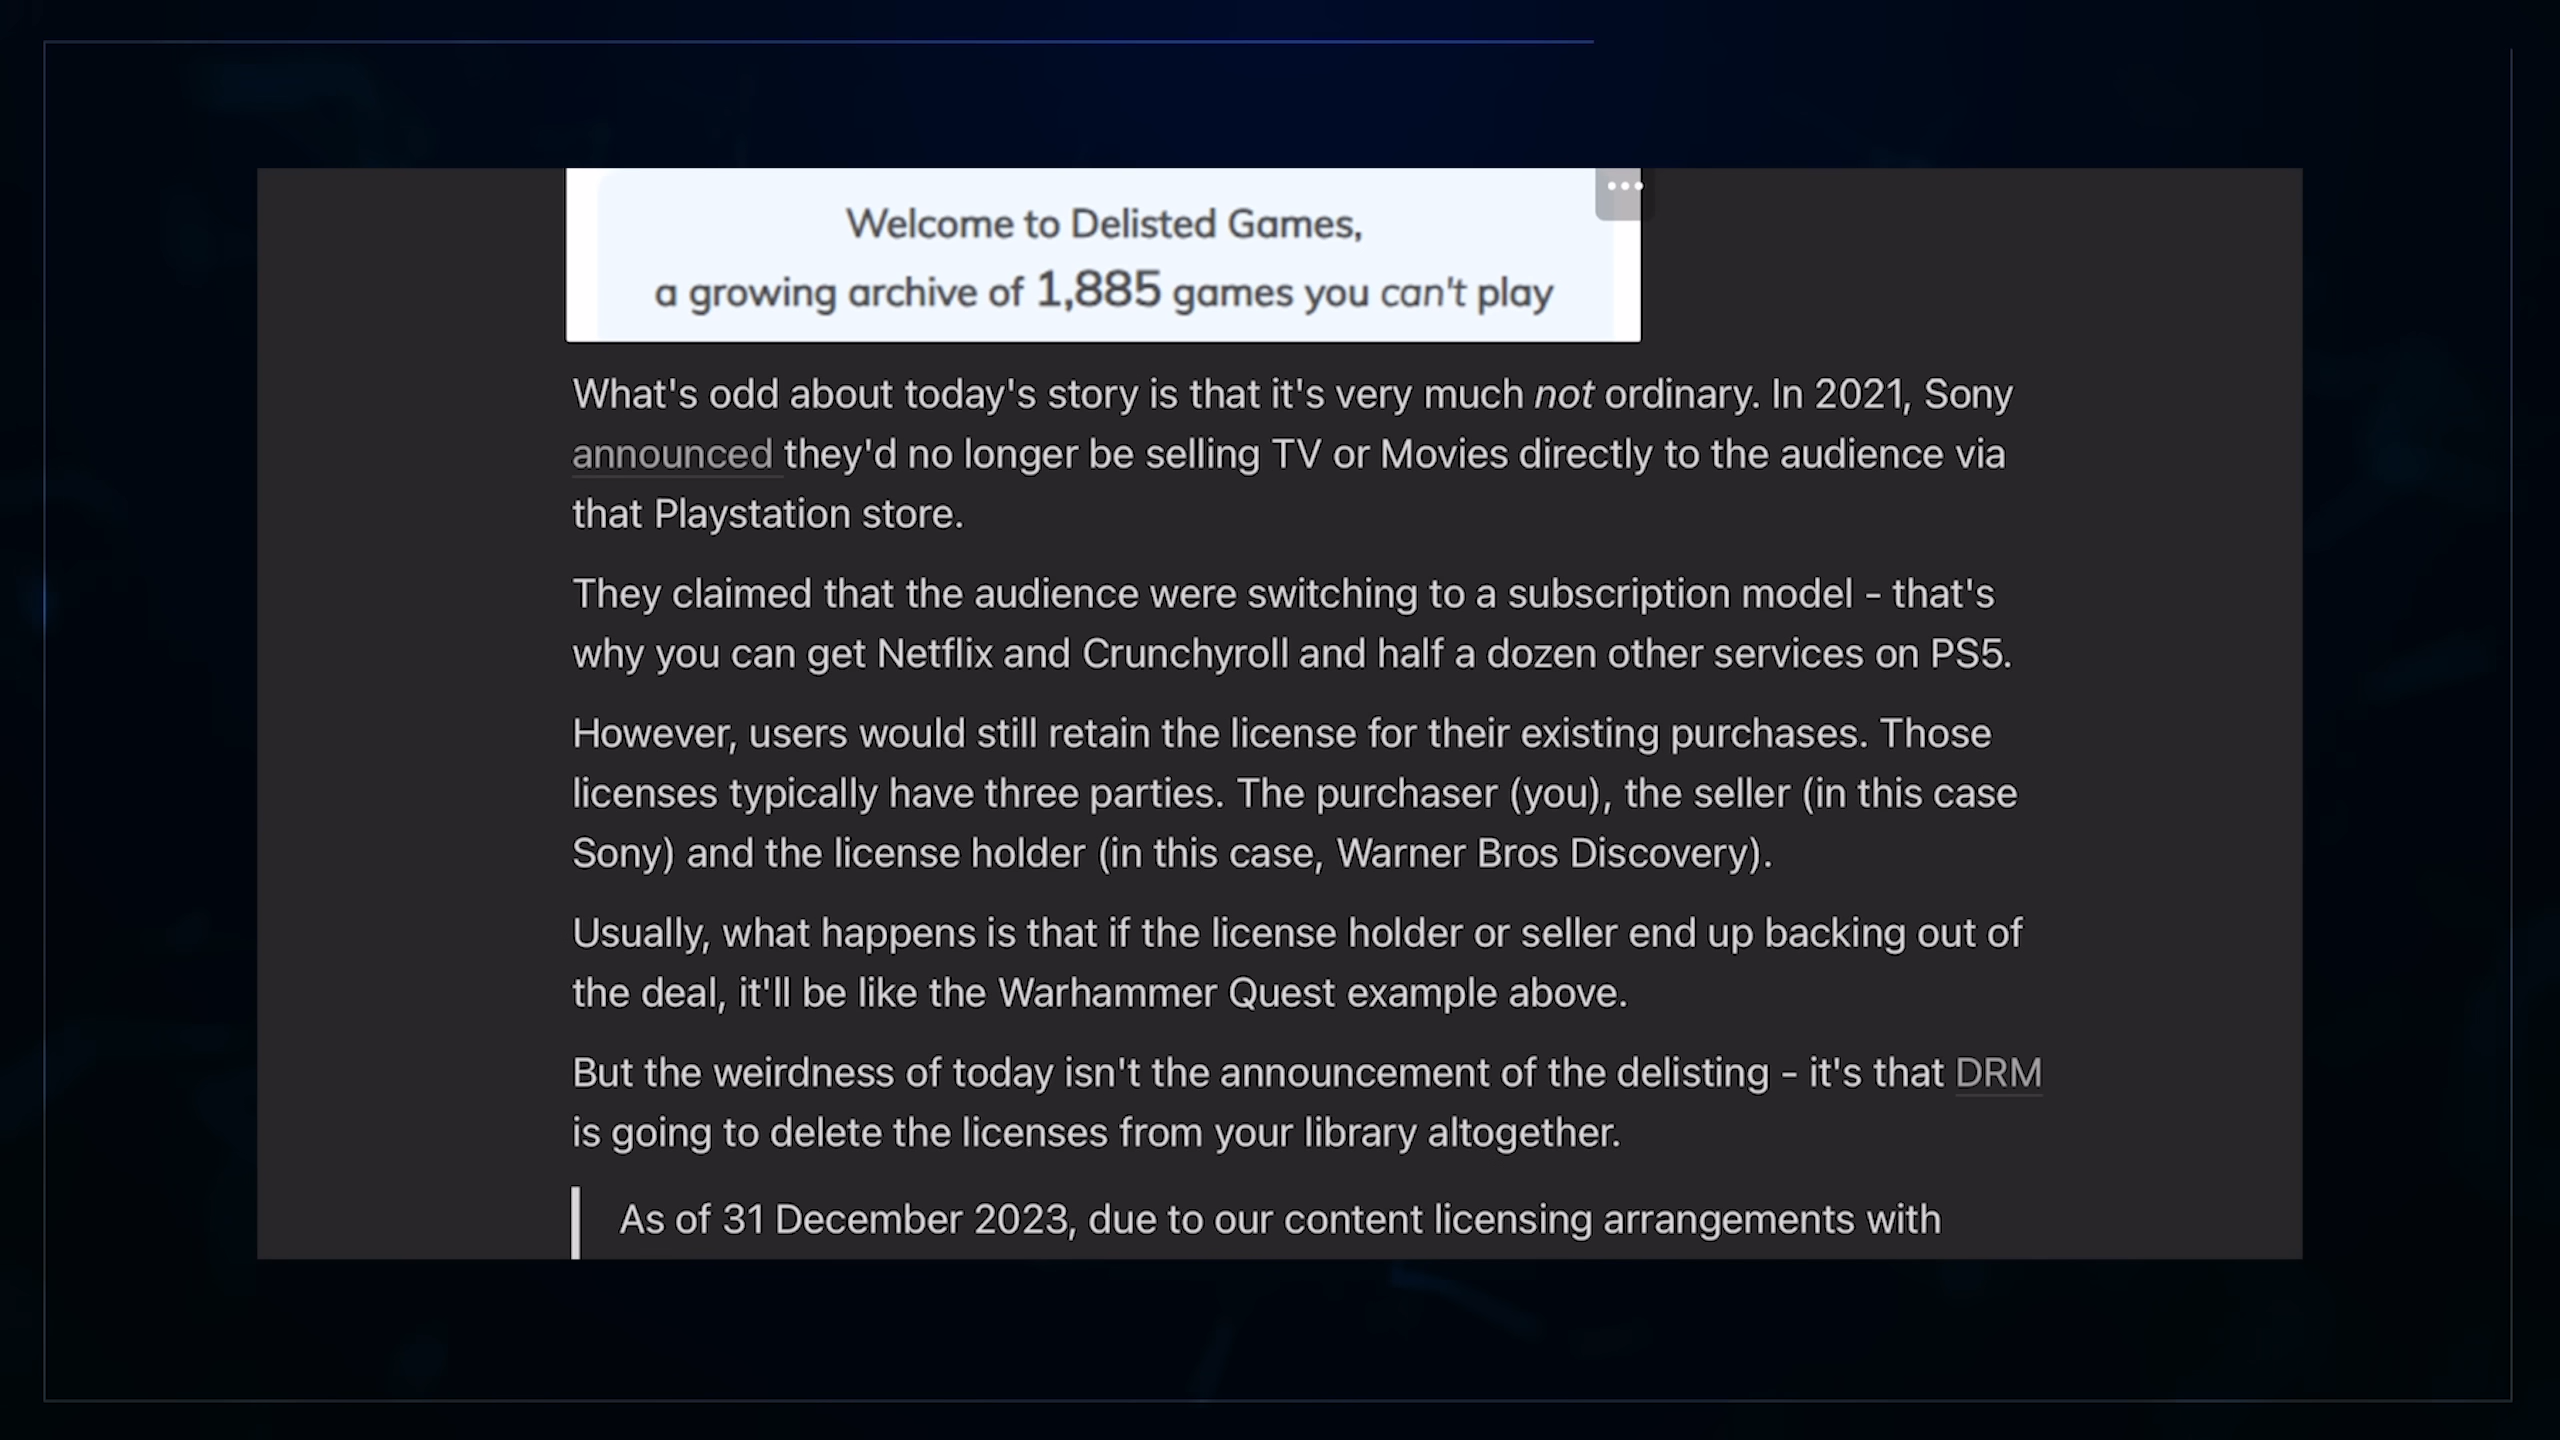 Welcome to Delisted Games,
a growing archive of 1,885 games you can't play
What's odd about today's story is that it's very much not ordinary. In 2021, Sony
announced they'd no longer be selling TV or Movies directly to the audience via
that Playstation store.
They claimed that the audience were switching to a subscription model - that's
why you can get Netflix and Crunchyroll and half a dozen other services on PS5.
However, users would still retain the license for their existing purchases. Those
licenses typically have three parties. The purchaser (you), the seller (in this case
Sony) and the license holder (in this case, Warner Bros Discovery).
Usually, what happens is that if the license holder or seller end up backing out of
the deal, it'll be like the Warhammer Quest example above.
But the weirdness of today isn't the announcement of the delisting - it's that DRM
is going to delete the licenses from your library altogether.
As of 31 December 2023, due to our content licensing arrangements with